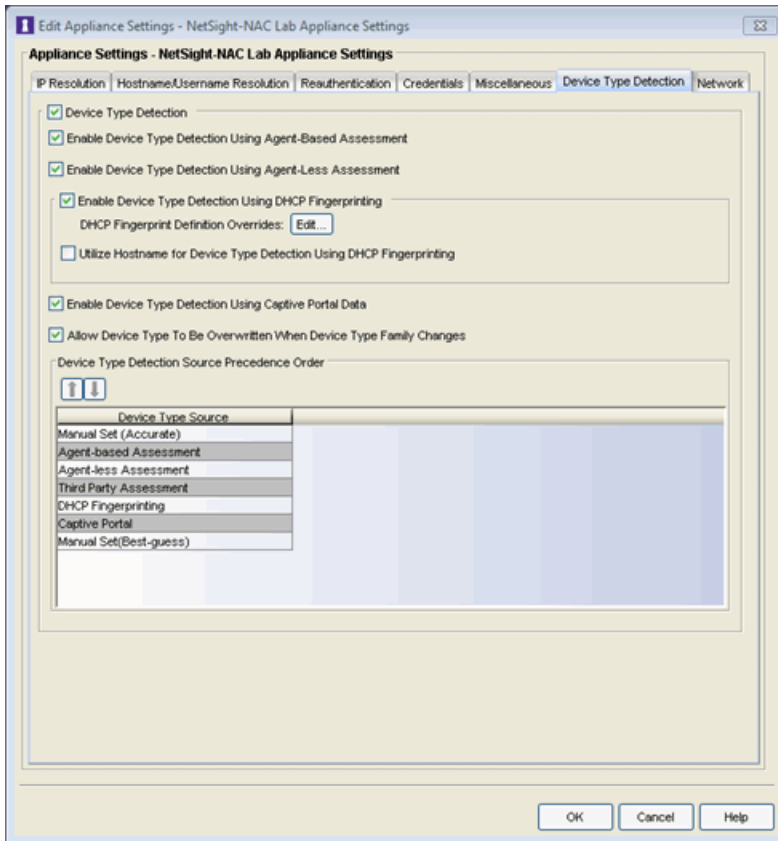 Edit Appliance Settings - NetSight-NAC Lab Appliance Settings
Appliance Settings - NetSight-NAC Lab Appliance Settings
IP Resolution Hostname/Username Resolution Reauthentication Credentials Miscellaneous Device Type Detection Network
Device Type Detection
Enable Device Type Detection Using Agent-Based Assessment
Enable Device Type Detection Using Agent-Less Assessment
Enable Device Type Detection Using DHCP Fingerprinting
DHCP Fingerprint Definition Overrides: Edit...
Utilize Hostname for Device Type Detection Using DHCP Fingerprinting
Enable Device Type Detection Using Captive Portal Data
Allow Device Type To Be Overwritten When Device Type Family Changes
Device Type Detection Source Precedence Order
Device Type Source
Manual Set (Accurate)
Agent-based Assessment
Agent-less Assessment
Third Party Assessment
DHCP Fingerprinting
Captive Portal
Manual Set(Best-guess)
OK Cancel Help